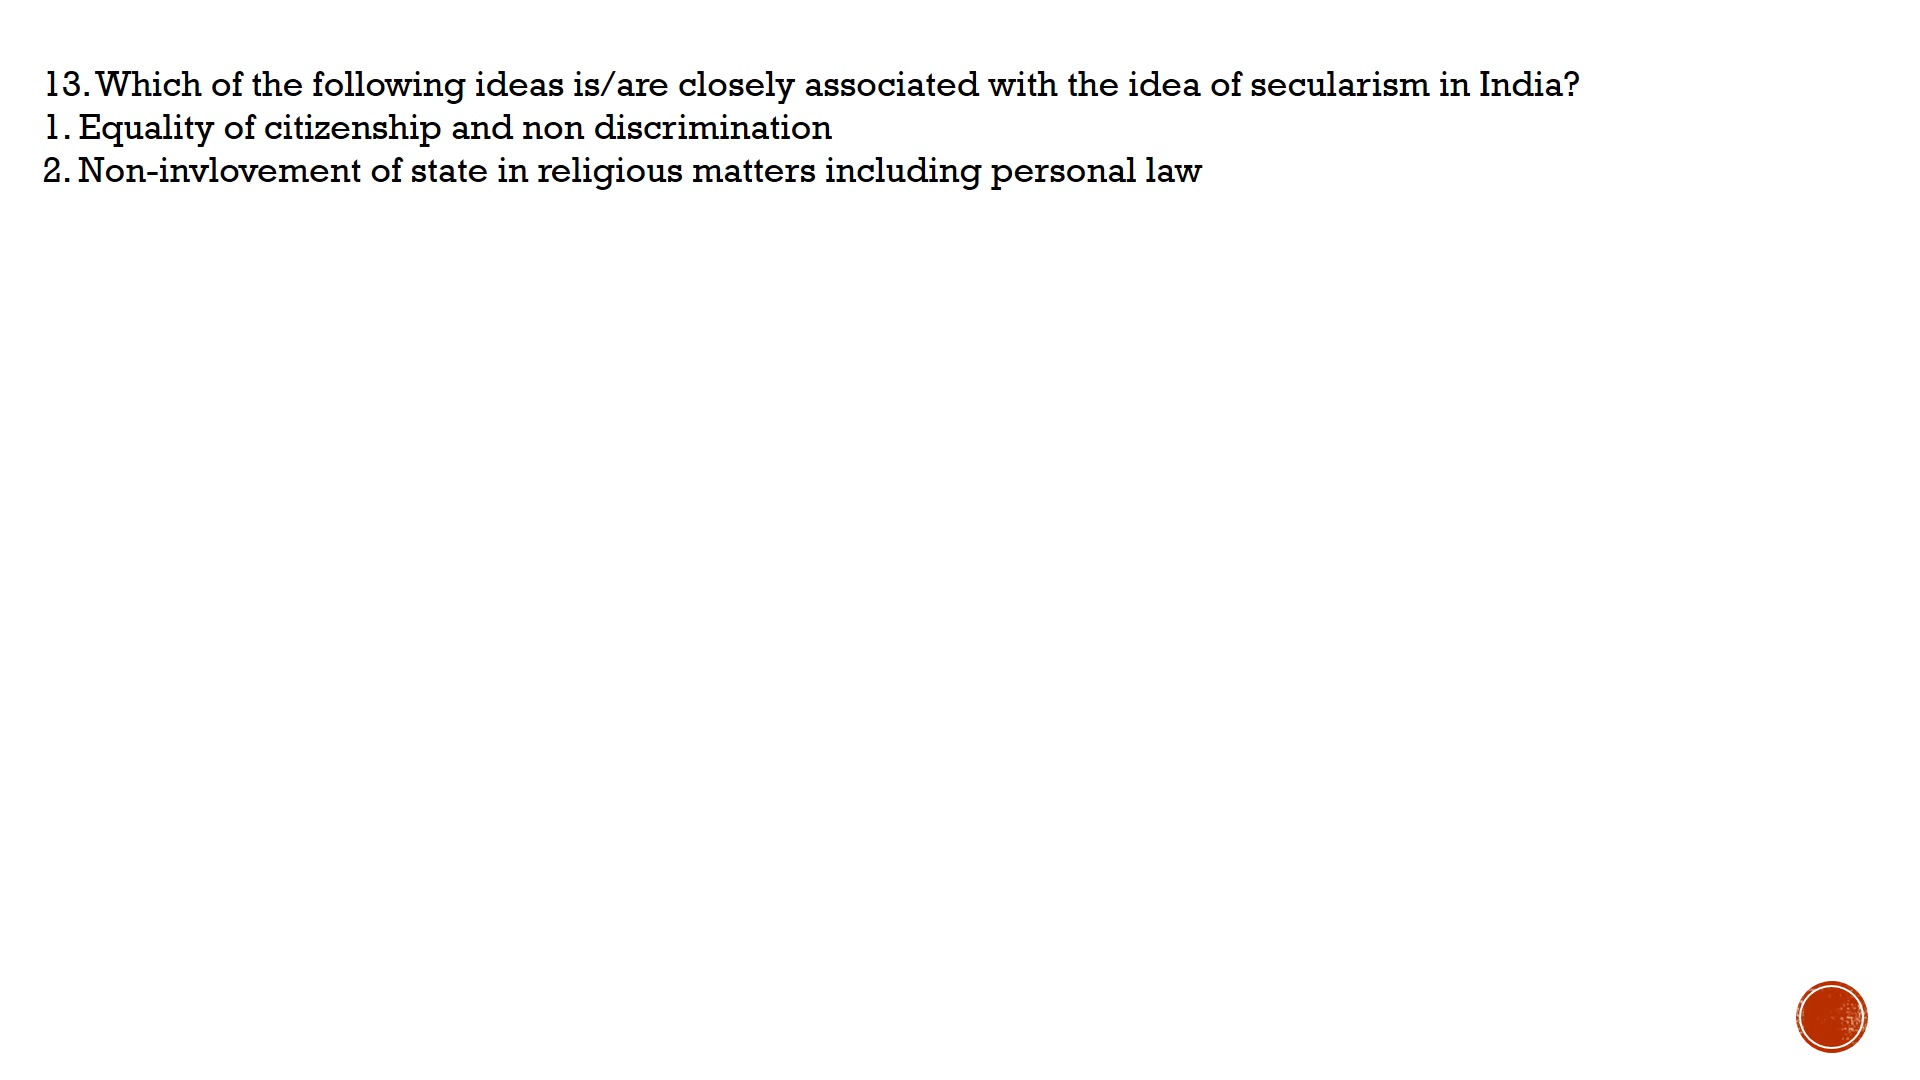 13. Which of the following ideas is/are closely associated with the idea of secularism in India?
1. Equality of citizenship and non discrimination
2. Non-invlovement of state in religious matters including personal law